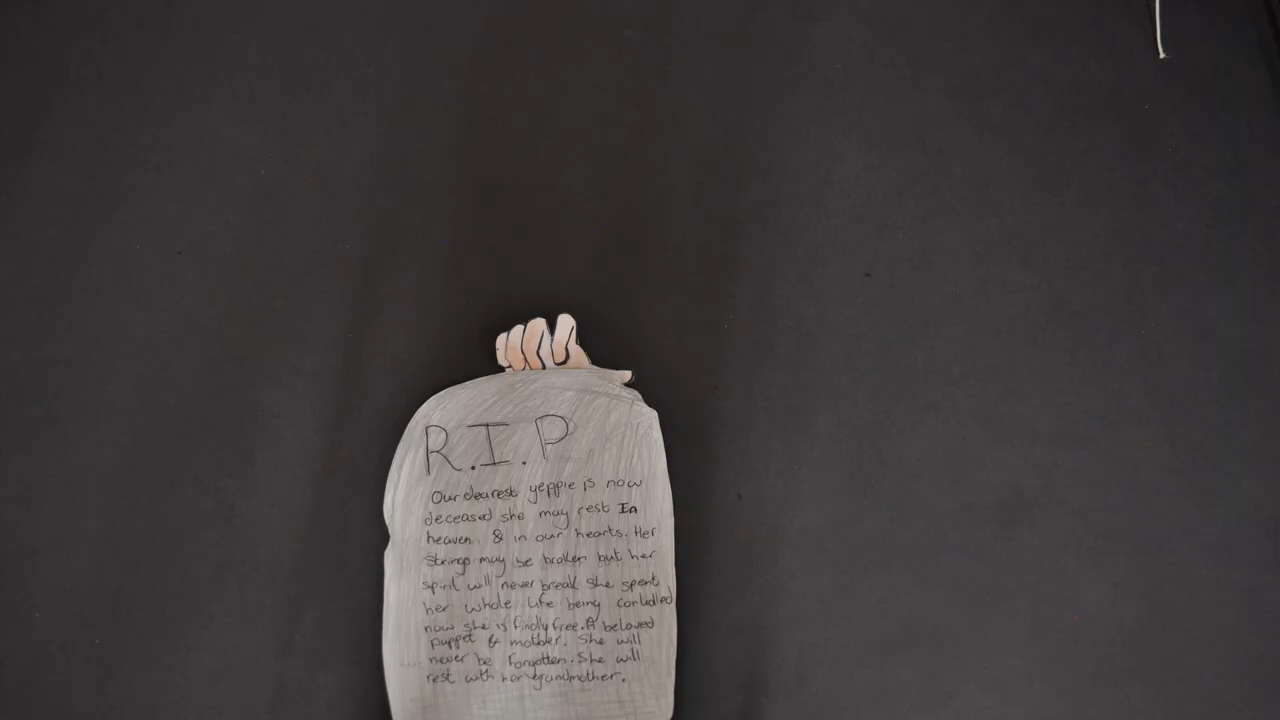 R.I.P
Our dearest yeppie is now
deceased she may rest In
heaven & in our hearts. Her
Strings may be broken but her
spirit will never break She spent
her whole life being contudled
now she is finally free. A beloved
puppet & mother. She will
never be forgotten. She will
rest with her grandmother.